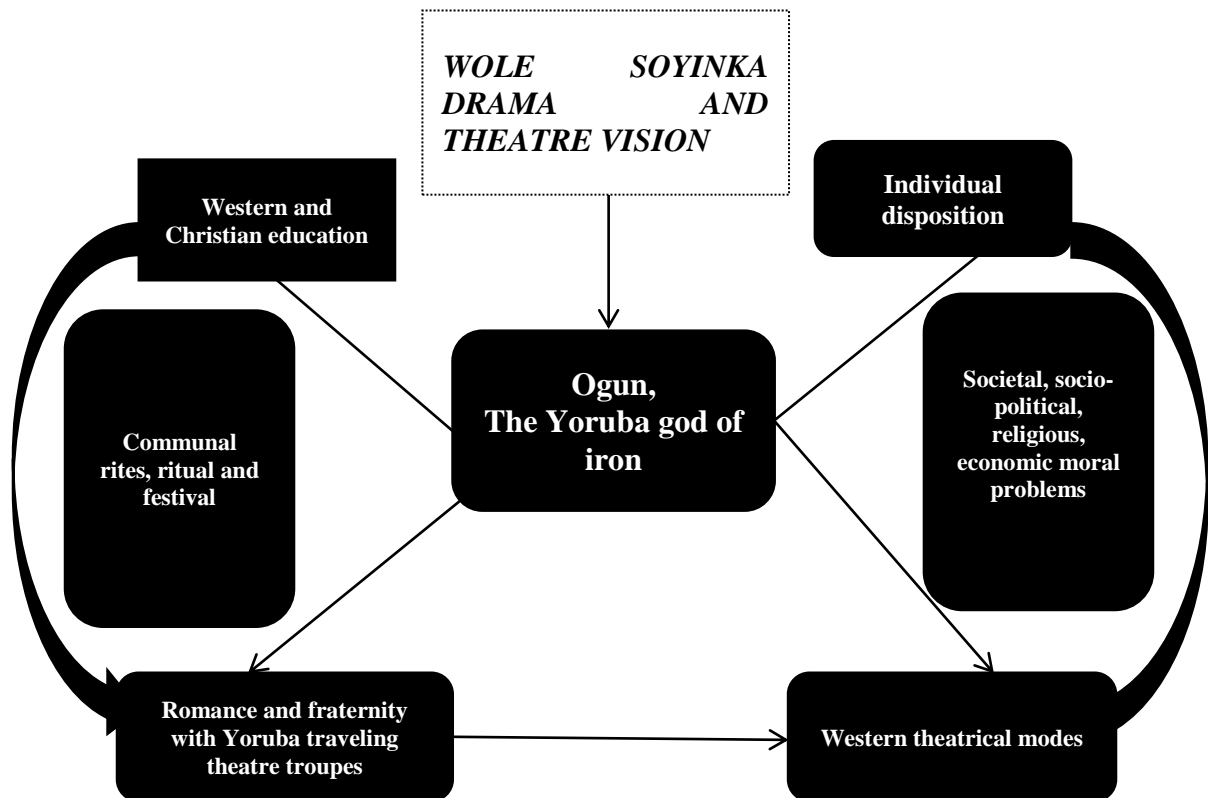 WOLE SOYINKA
DRAMA AND
THEATRE VISION
Western and
Christian education
Individual
disposition
Ogun,
The Yoruba god of
iron
Communal
rites, ritual and
festival
Societal, socio-
political,
religious,
economic moral
problems
Romance and fraternity
with Yoruba traveling
theatre troupes
Western theatrical modes